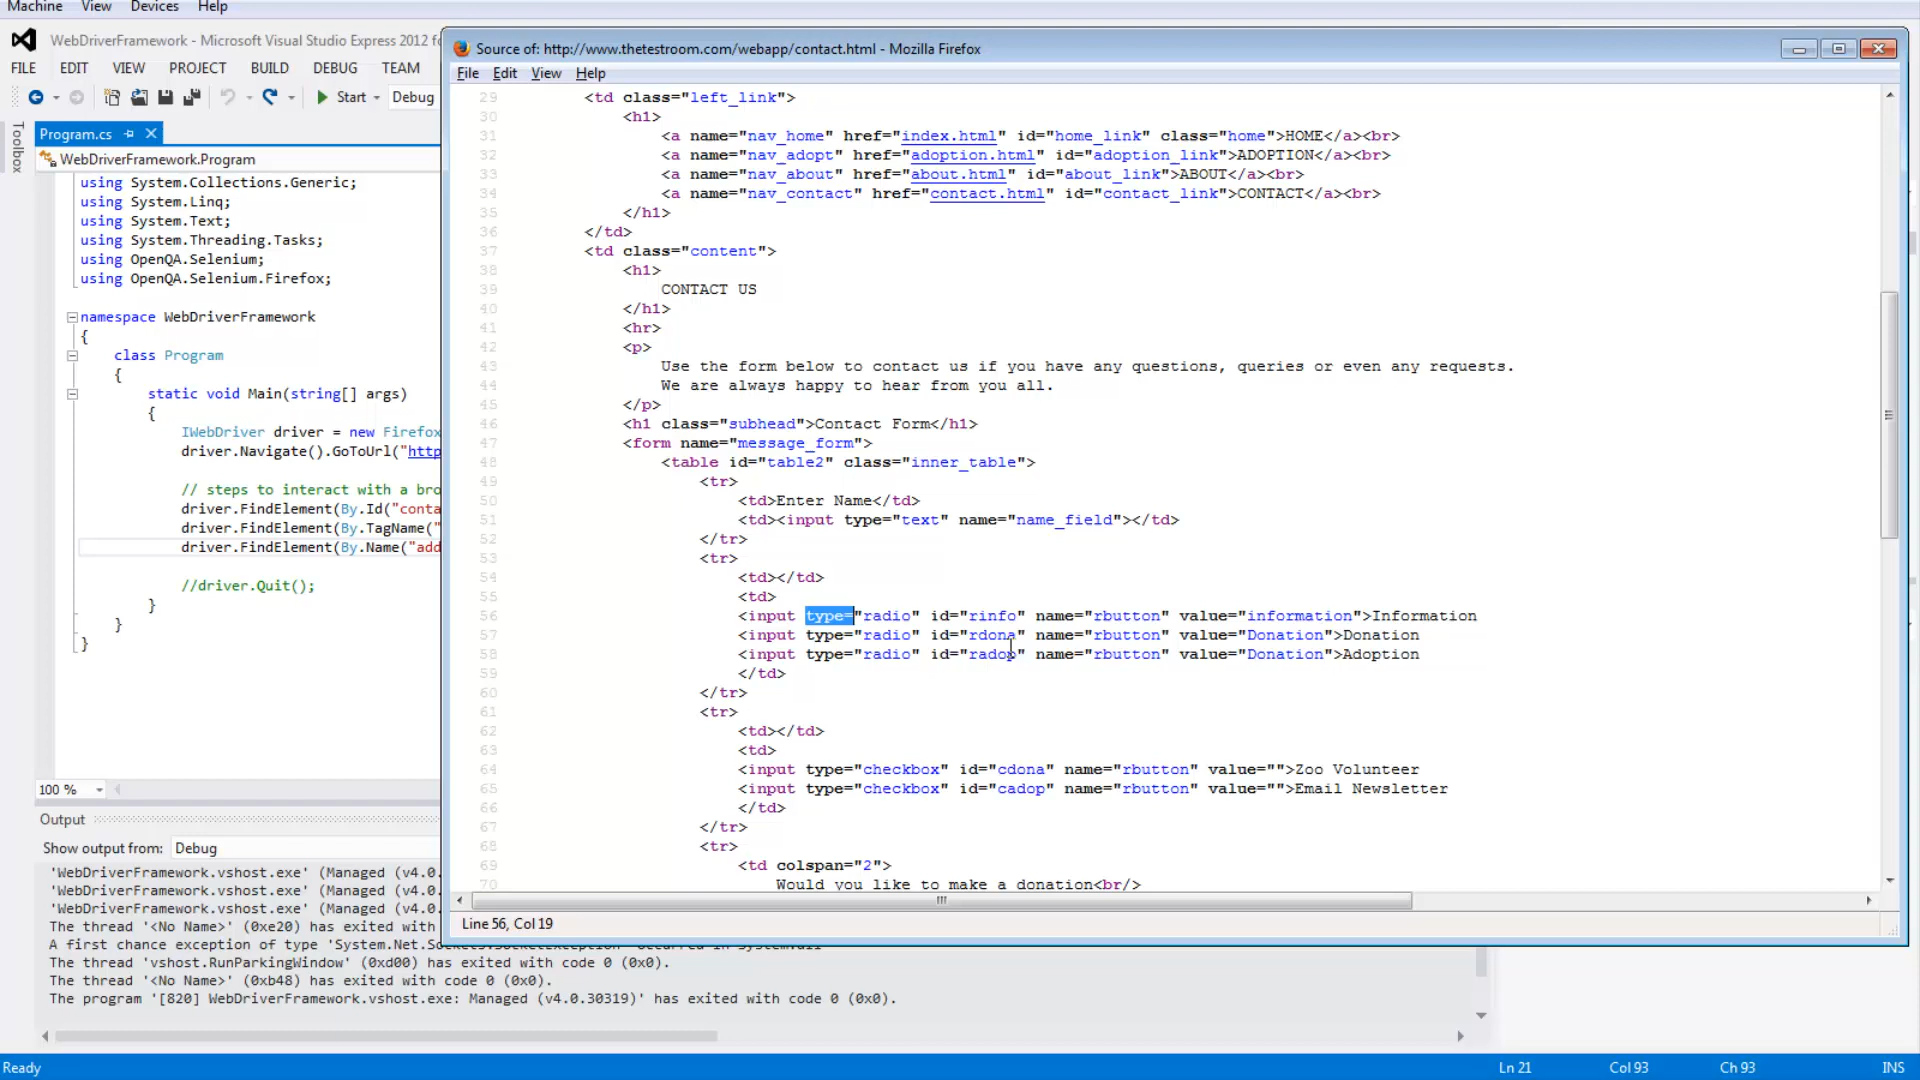 Machine View Devices Help
WebDriverFramework - Microsoft Visual Studio Express 2012 fo
FILE EDIT VIEW PROJECT BUILD DEBUG TEAM
Start Debug
Toolbox
Program.cs
WebDriverFramework.Program
using System.Collections.Generic;
using System.Linq;
using System.Text;
using System.Threading.Tasks;
using OpenQA.Selenium;
using OpenQA.Selenium.Firefox;
namespace WebDriverFramework
{
class Program
{
static void Main(string[] args)
{
IWebDriver driver = new Firefox
driver.Navigate().GoToUrl("http
// steps to interact with a bro
driver.FindElement(By.Id("conta
driver.FindElement(By.TagName("
driver.FindElement(By.Name("add
//driver.Quit();
}
}
}
100 %
Output
Show output from: Debug
'WebDriverFramework.vshost.exe' (Managed (v4.0.
'WebDriverFramework.vshost.exe' (Managed (v4.0.
'WebDriverFramework.vshost.exe' (Managed (v4.0.
The thread '<No Name>' (0xe20) has exited with
A first chance exception of type 'System.Net.Sockets.SocketException' occurred in System.dll
The thread 'vshost.RunParkingWindow' (0xd00) has exited with code 0 (0x0).
The thread '<No Name>' (0xb48) has exited with code 0 (0x0).
The program '[820] WebDriverFramework.vshost.exe: Managed (v4.0.30319)' has exited with code 0 (0x0).
Source of: http://www.thetestroom.com/webapp/contact.html - Mozilla Firefox
File Edit View Help
29 <td class="left_link">
30 <h1>
31 <a name="nav_home" href="index.html" id="home_link" class="home">HOME</a><br>
32 <a name="nav_adopt" href="adoption.html" id="adoption_link">ADOPTION</a><br>
33 <a name="nav_about" href="about.html" id="about_link">ABOUT</a><br>
34 <a name="nav_contact" href="contact.html" id="contact_link">CONTACT</a><br>
35 </h1>
36 </td>
37 <td class="content">
38 <h1>
39 CONTACT US
40 </h1>
41 <hr>
42 <p>
43 Use the form below to contact us if you have any questions, queries or even any requests.
44 We are always happy to hear from you all.
45 </p>
46 <h1 class="subhead">Contact Form</h1>
47 <form name="message_form">
48 <table id="table2" class="inner_table">
49 <tr>
50 <td>Enter Name</td>
51 <td><input type="text" name="name_field"></td>
52 </tr>
53 <tr>
54 <td></td>
55 <td>
56 <input type="radio" id="rinfo" name="rbutton" value="information">Information
57 <input type="radio" id="rdona" name="rbutton" value="Donation">Donation
58 <input type="radio" id="radop" name="rbutton" value="Donation">Adoption
59 </td>
60 </tr>
61 <tr>
62 <td></td>
63 <td>
64 <input type="checkbox" id="cdona" name="rbutton" value="">Zoo Volunteer
65 <input type="checkbox" id="cadop" name="rbutton" value="">Email Newsletter
66 </td>
67 </tr>
68 <tr>
69 <td colspan="2">
70 Would you like to make a donation<br/>
Line 56, Col 19
Ready Ln 21 Col 93 Ch 93 INS